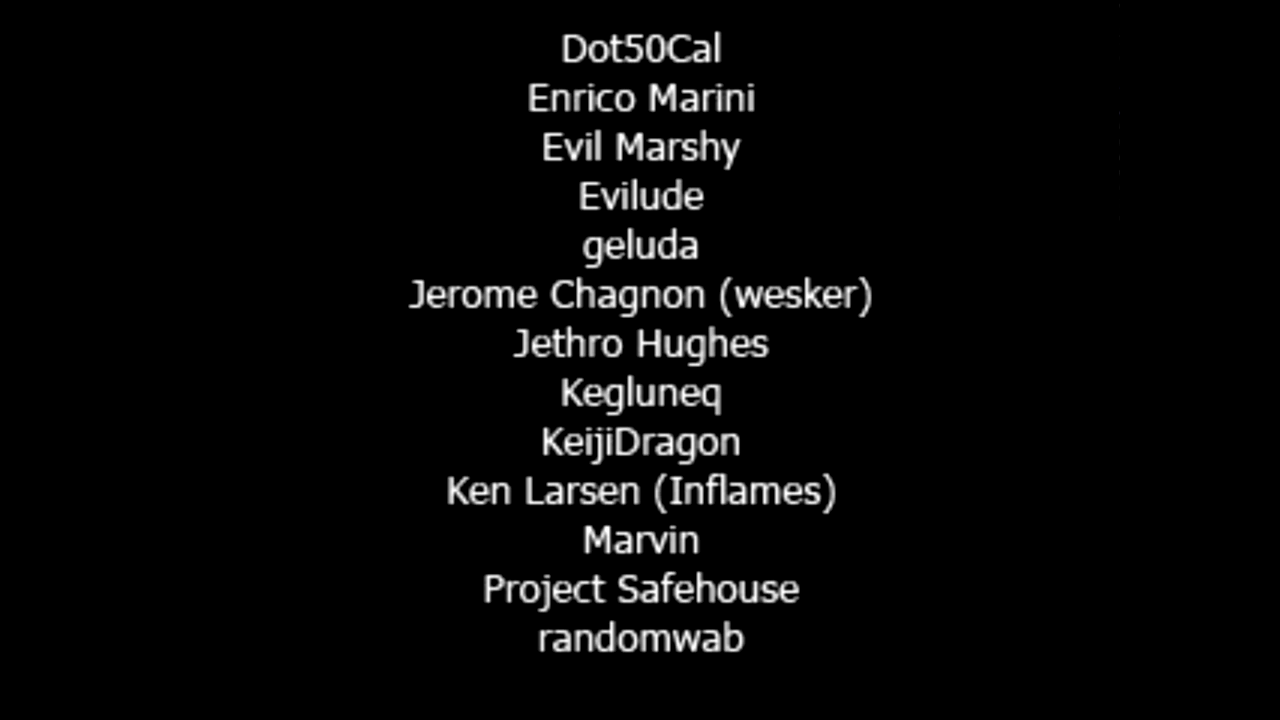 Dot50Cal
Enrico Marini
Evil Marshy
Evilude
geluda
Jerome Chagnon (wesker)
Jethro Hughes
Kegluneq
KeijiDragon
Ken Larsen (Inflames)
Marvin
Project Safehouse
randomwab